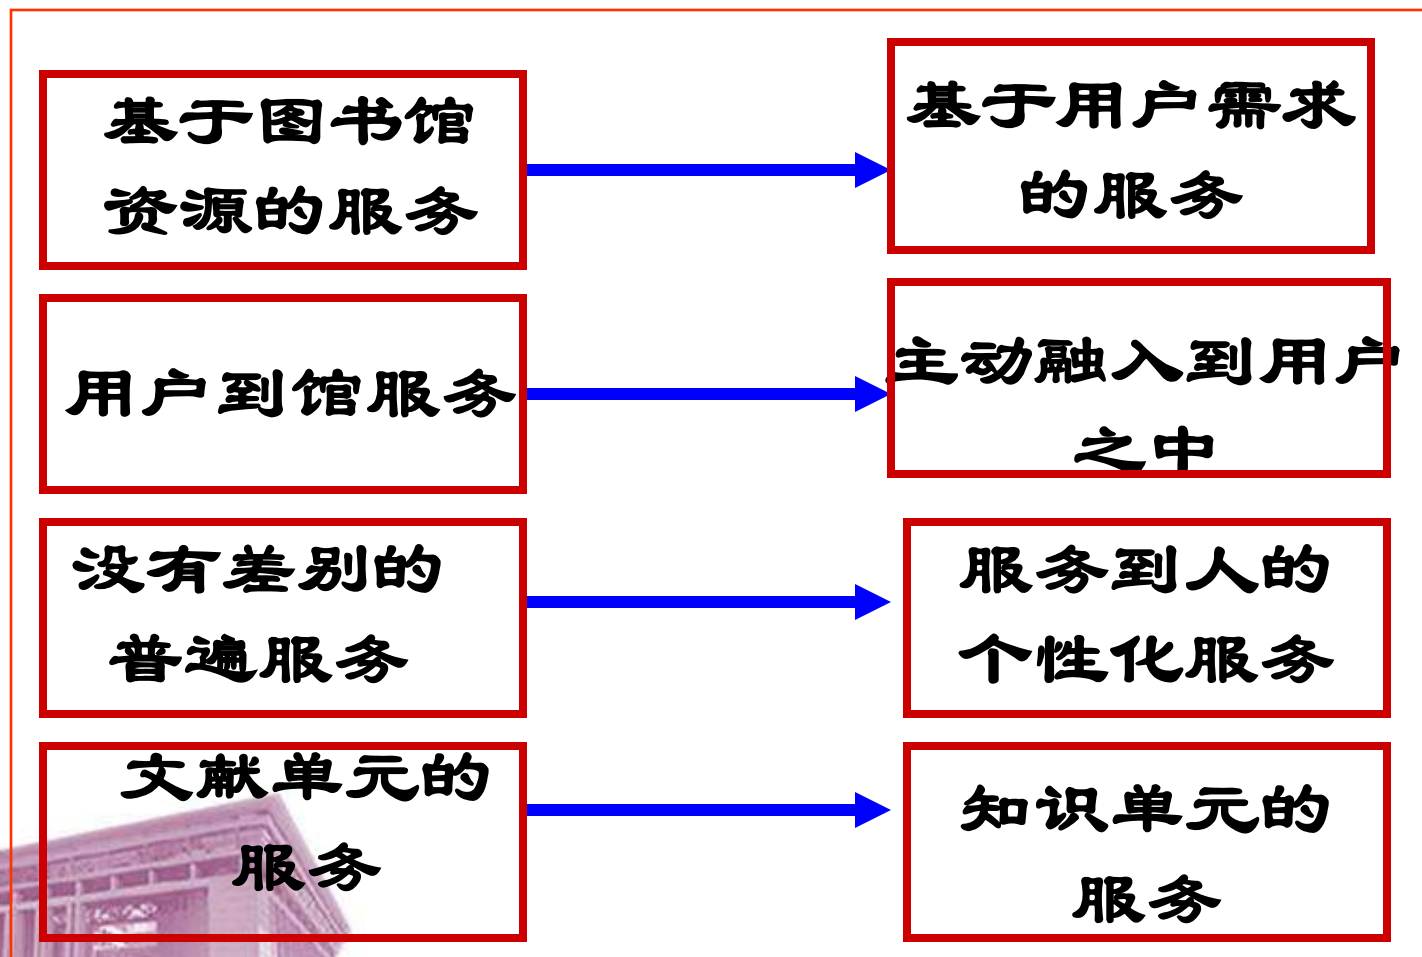 基于图书馆
资源的服务
基于用户需求
的服务
用户到馆服务
主动融入到用户
之中
没有差别的
普遍服务
服务到人的
个性化服务
文献单元的
服务
知识单元的
服务